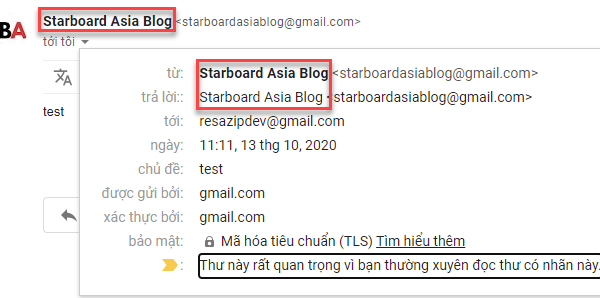 BA
Starboard Asia Blog <starboardasiablog@gmail.com>
tới tôi
từ: Starboard Asia Blog <starboardasiablog@gmail.com>
trả lời:: Starboard Asia Blog <starboardasiablog@gmail.com>
test
tới: resazipdev@gmail.com
ngày: 11:11, 13 thg 10, 2020
chủ đề: test
được gửi bởi: gmail.com
xác thực bởi: gmail.com
bảo mật: Mã hóa tiêu chuẩn (TLS) Tìm hiểu thêm
: Thư này rất quan trọng vì bạn thường xuyên đọc thư có nhãn này.